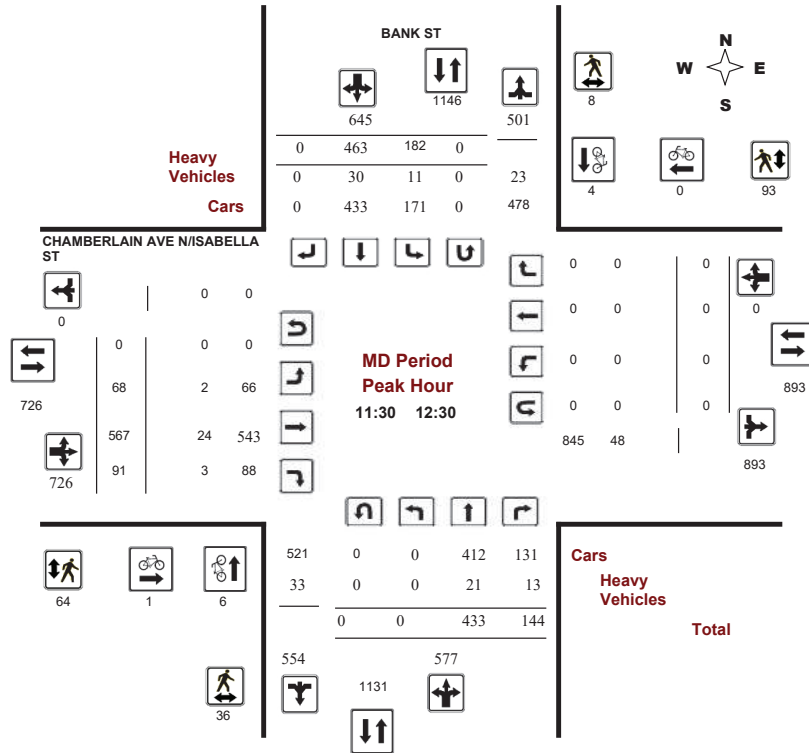 BANK ST
N
W E
S
1146
8
645 501
0 463 182 0
Heavy
Vehicles
0 30 11 0 23
Cars
0 433 171 0 478
4 0 93
CHAMBERLAIN AVE N/ISABELLA
ST
0 0
0
0 0 0
68 2 66
726
567 24 543
91 3 88
726
MD Period
Peak Hour
11:30 12:30
0 0 0
0 0 0
0
0 0 0
893
0 0 0
845 48
893
521 0 0 412 131
Cars
33 0 0 21 13
Heavy
Vehicles
0 0 433 144
Total
64 1 6
554 577
1131
36